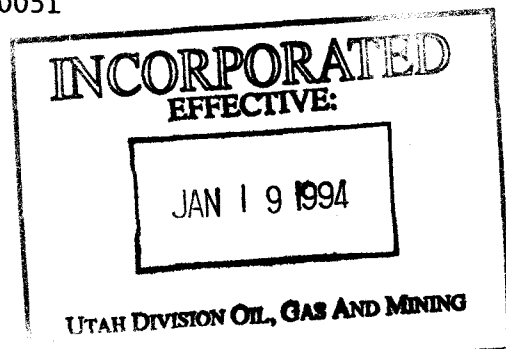 0051
INCORPORATED
EFFECTIVE:
JAN 19 1994
UTAH DIVISION OIL, GAS AND MINING